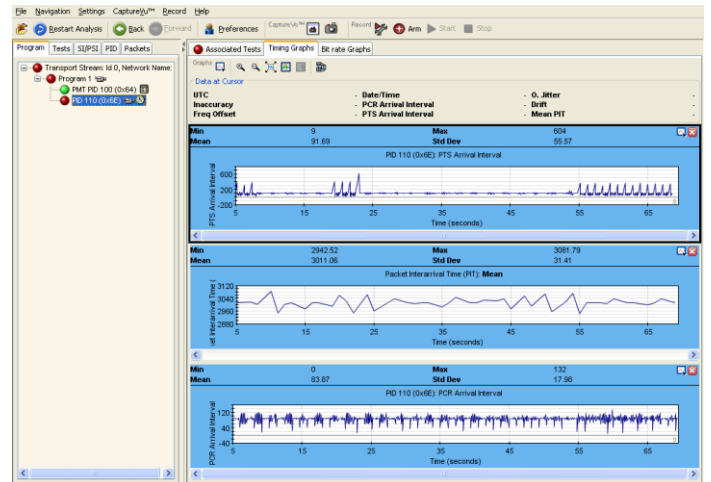 File Navigation Settings CaptureVu™ Record Help
Restart Analysis Back Forward Preferences CaptureVu™ Record Arm Start Stop
Program Tests SI/PSI PID Packets
Associated Tests Timing Graphs Bit rate Graphs
Transport Stream: Id 0, Network Name:
Program 1
PMT PID 100 (0x64)
PID 110 (0x6E)
Graphs
Data at Cursor
UTC - Date/Time - O. Jitter -
Inaccuracy - PCR Arrival Interval - Drift -
Freq Offset - PTS Arrival Interval - Mean PIT -
Min 9 Max 604
Mean 91.69 Std Dev 55.57
PID 110 (0x6E): PTS Arrival Interval
PTS Arrival Interval
600
200
-200
0
5 15 25 35 45 55 65
Time (seconds)
Min 2942.52 Max 3081.79
Mean 3011.06 Std Dev 31.41
Packet Interarrival Time (PIT): Mean
ket Interarrival Time (
3120
3040
2960
2880
5 15 25 35 45 55 65
Time (seconds)
Min 0 Max 132
Mean 83.87 Std Dev 17.98
PID 110 (0x6E): PCR Arrival Interval
PCR Arrival Interval
120
40
-40
0
5 15 25 35 45 55 65
Time (seconds)